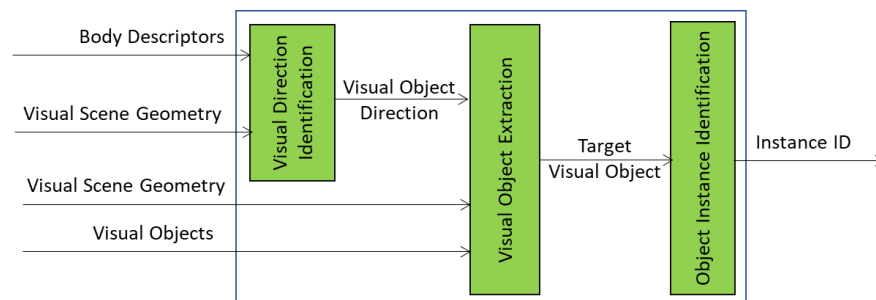 Body Descriptors
Visual Scene Geometry
Visual Scene Geometry
Visual Objects
Visual Direction
Identification
Visual Object
Direction
Visual Object Extraction
Target
Visual Object
Object Instance Identification
Instance ID